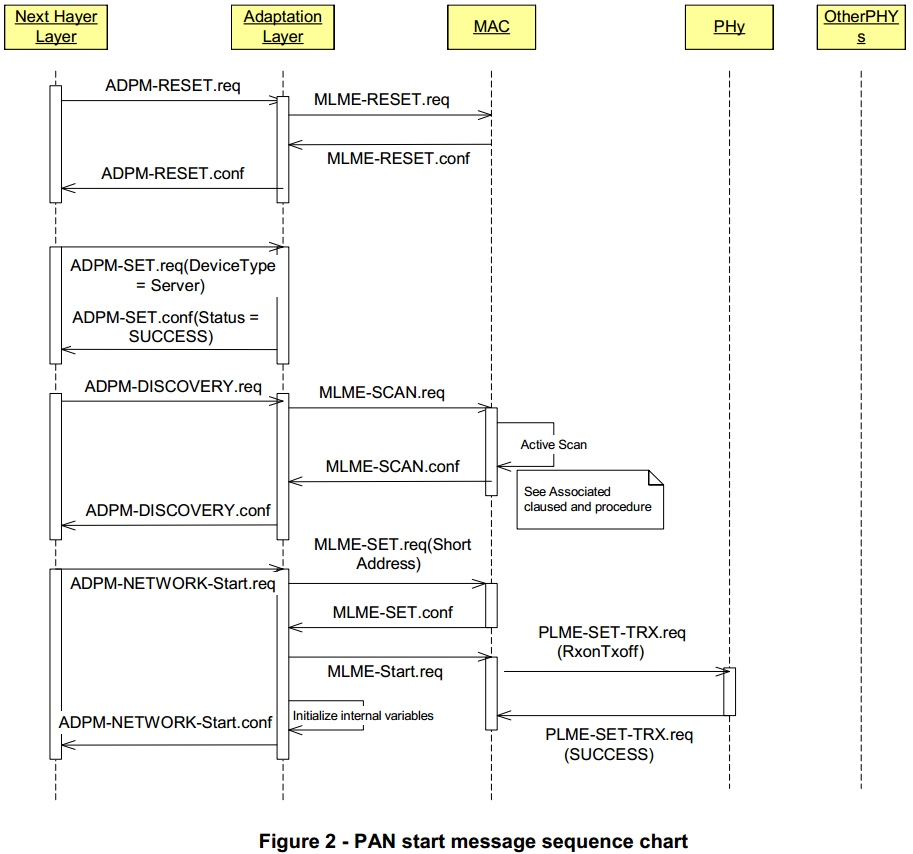 Next Hayer
Layer
Adaptation
Layer
MAC
PHy
OtherPHY
s
ADPM-RESET.req
MLME-RESET.req
MLME-RESET.conf
ADPM-RESET.conf
ADPM-SET.req(DeviceType
= Server)
ADPM-SET.conf(Status =
SUCCESS)
ADPM-DISCOVERY.req
MLME-SCAN.req
Active Scan
MLME-SCAN.conf
See Associated
claused and procedure
ADPM-DISCOVERY.conf
MLME-SET.req(Short
Address)
ADPM-NETWORK-Start.req
MLME-SET.conf
PLME-SET-TRX.req
(RxonTxoff)
MLME-Start.req
Initialize internal variables
ADPM-NETWORK-Start.conf
PLME-SET-TRX.req
(SUCCESS)
Figure 2 - PAN start message sequence chart